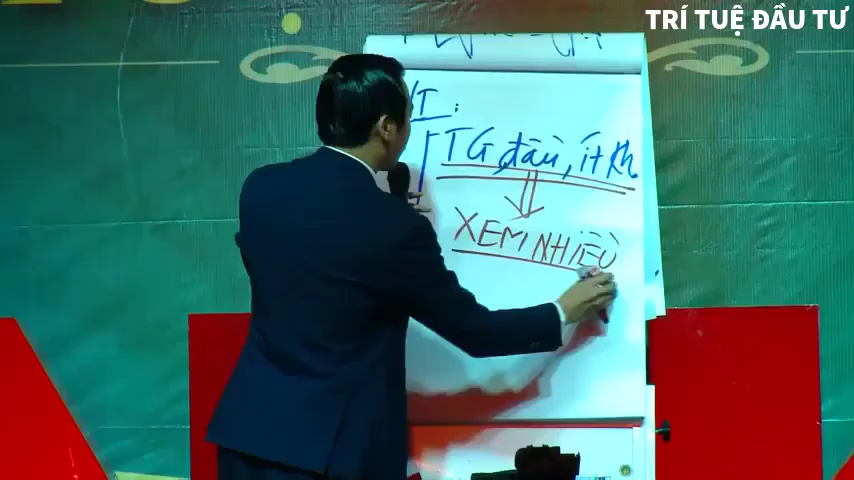 TRÍ TUỆ ĐẦU TƯ
T :
TG đầu, ít kh
XEM NHIỀU